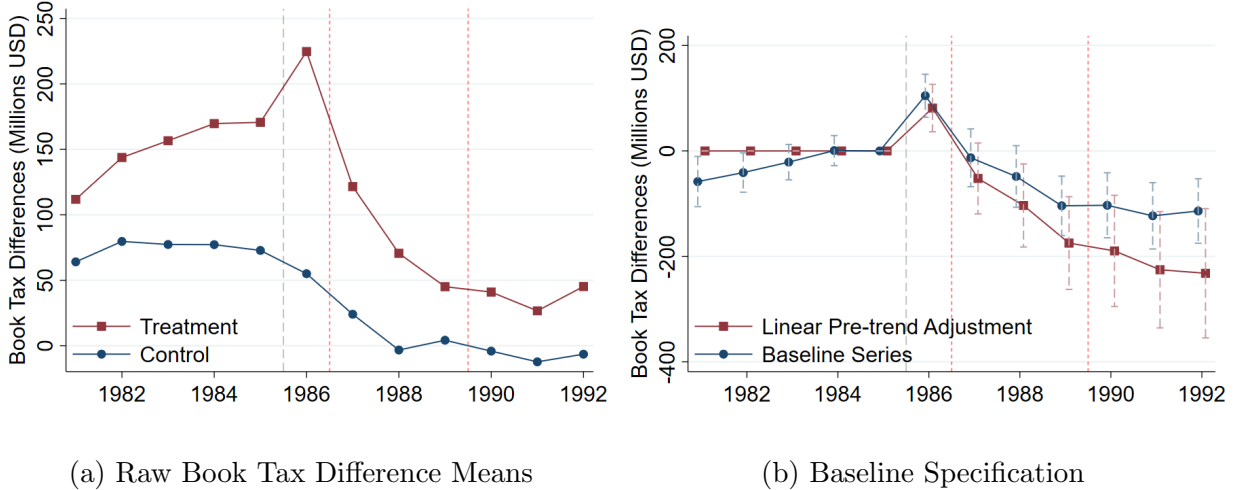 Book Tax Differences (Millions USD)
250
200
150
100
50
0
Treatment
Control
1982 1984 1986 1988 1990 1992
(a) Raw Book Tax Difference Means
Book Tax Differences (Millions USD)
200
0
-200
-400
Linear Pre-trend Adjustment
Baseline Series
1982 1984 1986 1988 1990 1992
(b) Baseline Specification